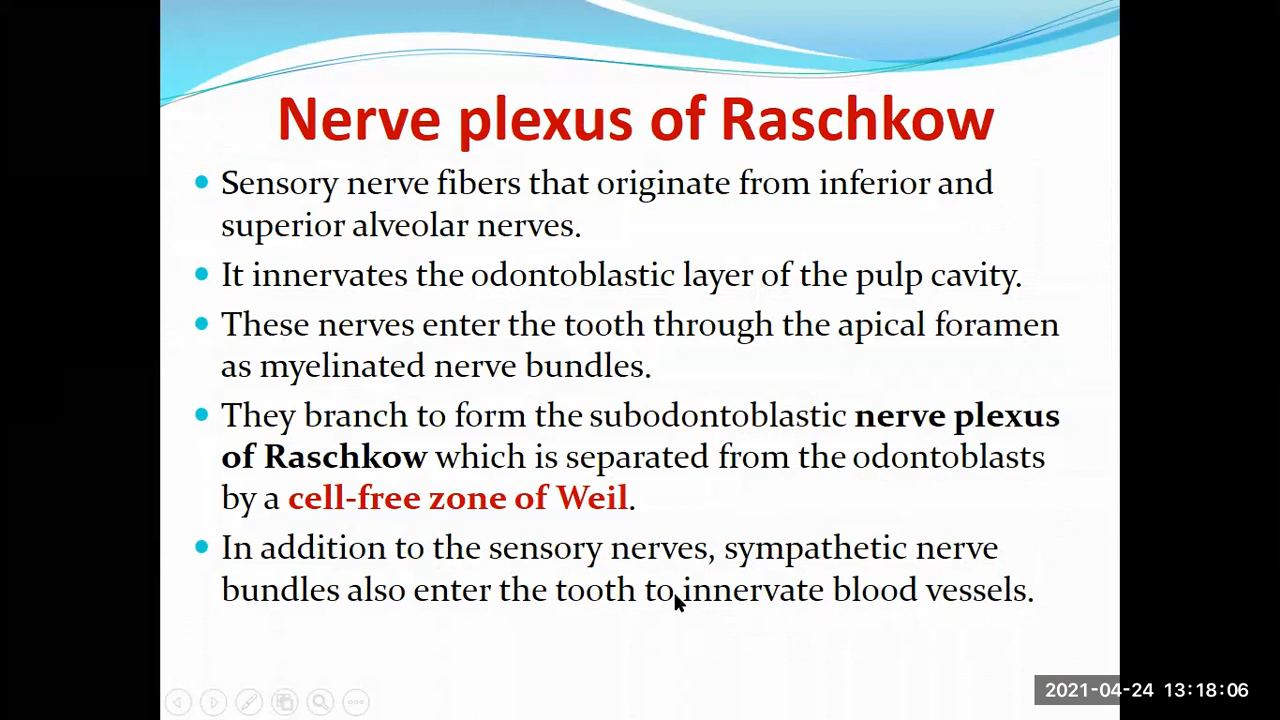 Nerve plexus of Raschkow
• Sensory nerve fibers that originate from inferior and
superior alveolar nerves.
• It innervates the odontoblastic layer of the pulp cavity.
• These nerves enter the tooth through the apical foramen
as myelinated nerve bundles.
• They branch to form the subodontoblastic nerve plexus
of Raschkow which is separated from the odontoblasts
by a cell-free zone of Weil.
• In addition to the sensory nerves, sympathetic nerve
bundles also enter the tooth to innervate blood vessels.
2021-04-24 13:18:06